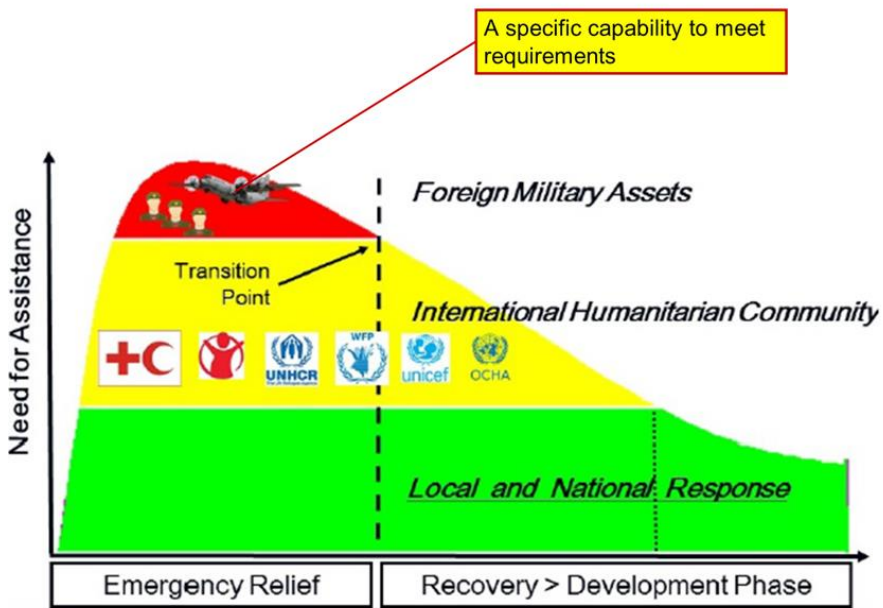 A specific capability to meet
requirements
Need for Assistance
Foreign Military Assets
Transition
Point
International Humanitarian Community
WFP
UNHCR
unicef
OCHA
Local and National Response
Emergency Relief
Recovery > Development Phase